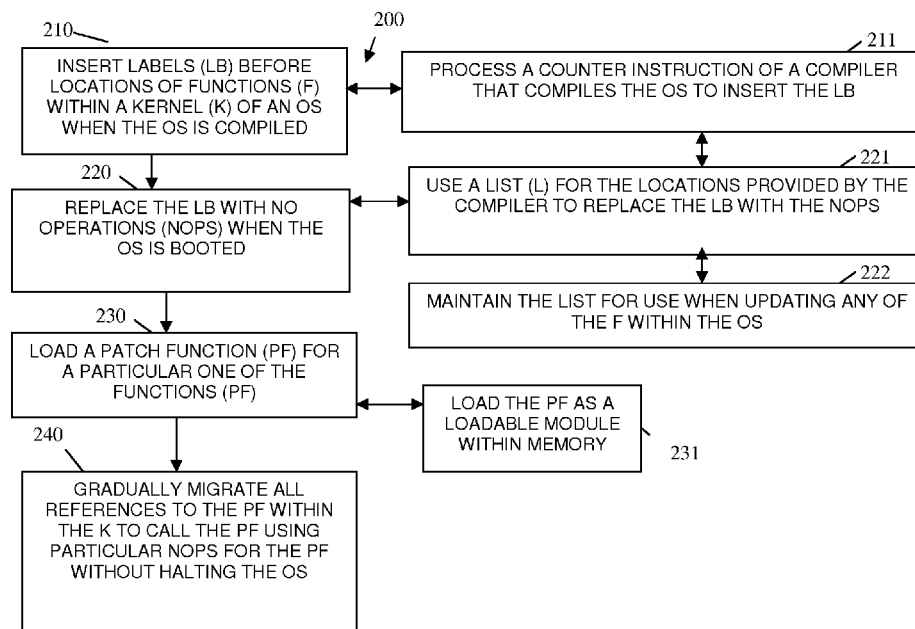 210
200
211
INSERT LABELS (LB) BEFORE
LOCATIONS OF FUNCTIONS (F)
WITHIN A KERNEL (K) OF AN OS
WHEN THE OS IS COMPILED
PROCESS A COUNTER INSTRUCTION OF A COMPILER
THAT COMPILES THE OS TO INSERT THE LB
220
221
REPLACE THE LB WITH NO
OPERATIONS (NOPS) WHEN THE
OS IS BOOTED
USE A LIST (L) FOR THE LOCATIONS PROVIDED BY THE
COMPILER TO REPLACE THE LB WITH THE NOPS
222
MAINTAIN THE LIST FOR USE WHEN UPDATING ANY OF
THE F WITHIN THE OS
230
LOAD A PATCH FUNCTION (PF) FOR
A PARTICULAR ONE OF THE
FUNCTIONS (PF)
LOAD THE PF AS A
LOADABLE MODULE
WITHIN MEMORY
231
240
GRADUALLY MIGRATE ALL
REFERENCES TO THE PF WITHIN
THE K TO CALL THE PF USING
PARTICULAR NOPS FOR THE PF
WITHOUT HALTING THE OS